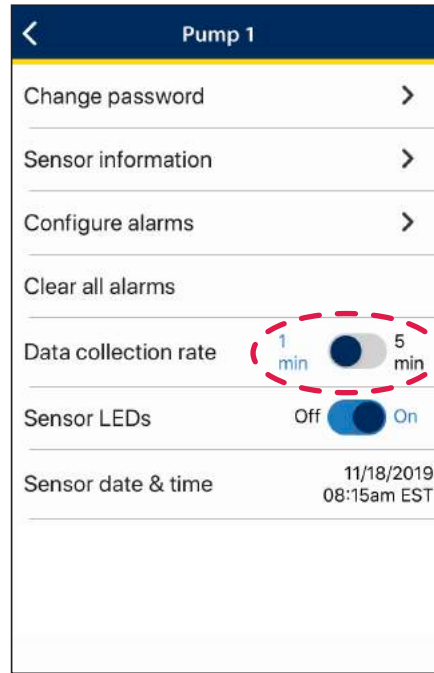 Pump 1
Change password
Sensor information
Configure alarms
Clear all alarms
Data collection rate 1 min 5 min
Sensor LEDs Off On
Sensor date & time 11/18/2019
08:15am EST